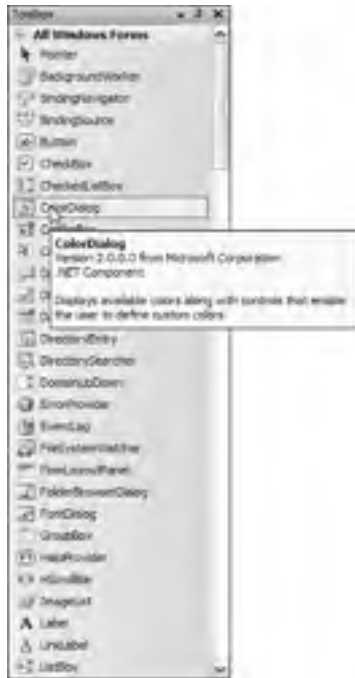 Toolbox
All Windows Forms
Pointer
BackgroundWorker
BindingNavigator
BindingSource
Button
CheckBox
CheckedListBox
ColorDialog
ColorDialog
Version 2.0.0.0 from Microsoft Corporation
.NET Component
Displays available colors along with controls that enable
the user to define custom colors.
DirectoryEntry
DirectorySearcher
DomainUpDown
ErrorProvider
EventLog
FileSystemWatcher
FlowLayoutPanel
FolderBrowserDialog
FontDialog
GroupBox
HelpProvider
HScrollBar
ImageList
Label
LinkLabel
ListBox